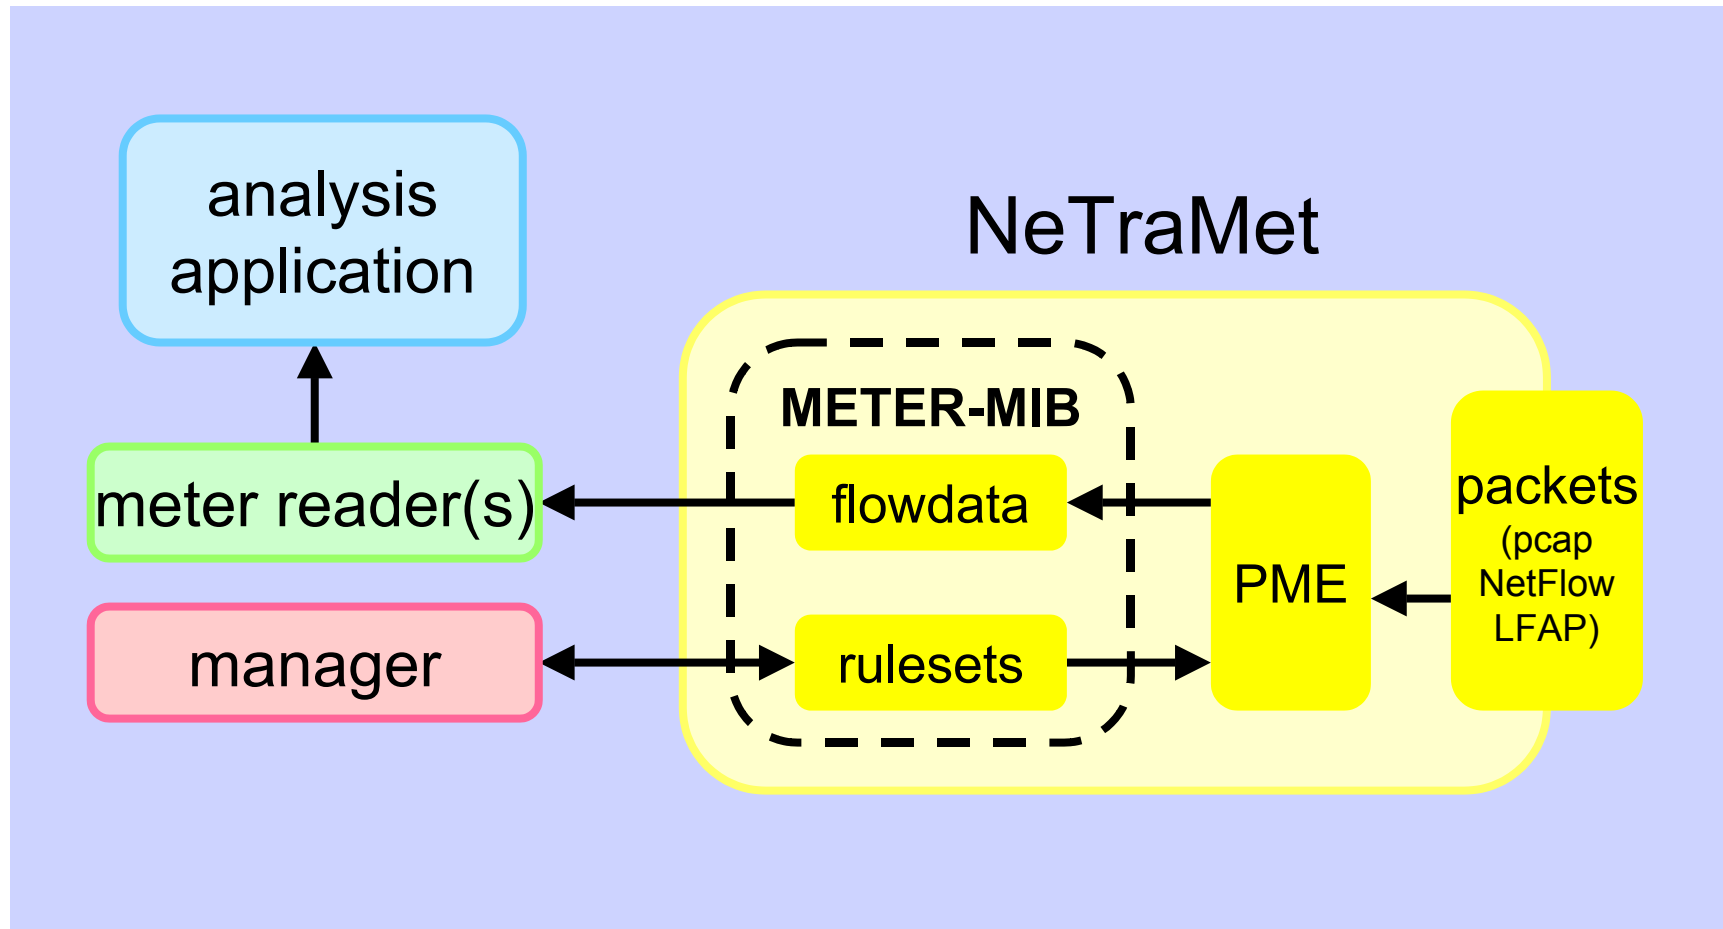 analysis
application
NeTraMet
METER-MIB
meter reader(s)
flowdata
PME
packets
(pcap
NetFlow
LFAP)
manager
rulesets